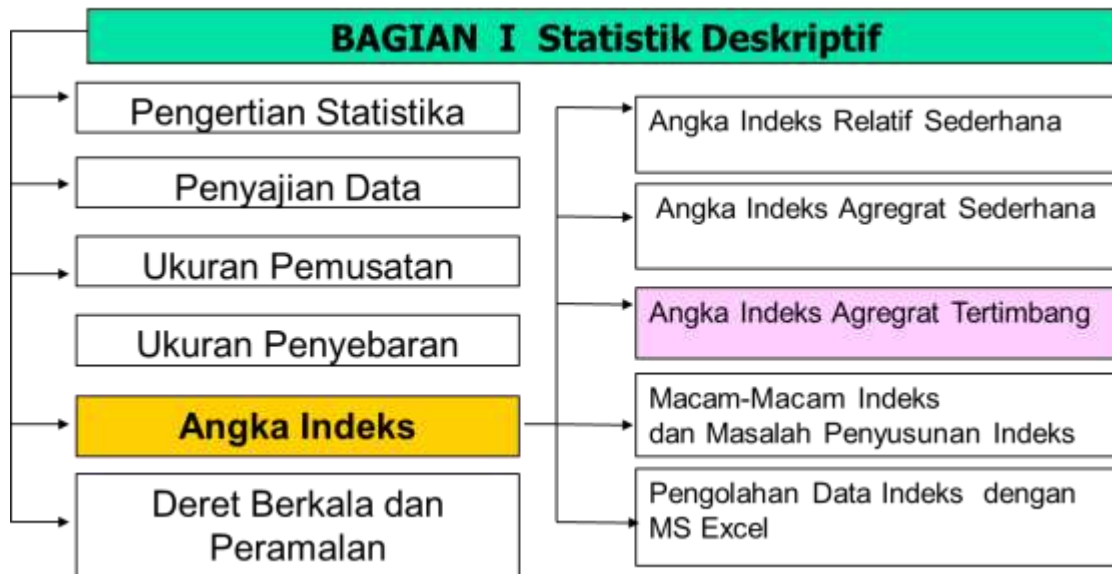 BAGIAN I Statistik Deskriptif
Pengertian Statistika
Penyajian Data
Ukuran Pemusatan
Ukuran Penyebaran
Angka Indeks
Deret Berkala dan
Peramalan
Angka Indeks Relatif Sederhana
Angka Indeks Agregrat Sederhana
Angka Indeks Agregrat Tertimbang
Macam-Macam Indeks
dan Masalah Penyusunan Indeks
Pengolahan Data Indeks dengan
MS Excel